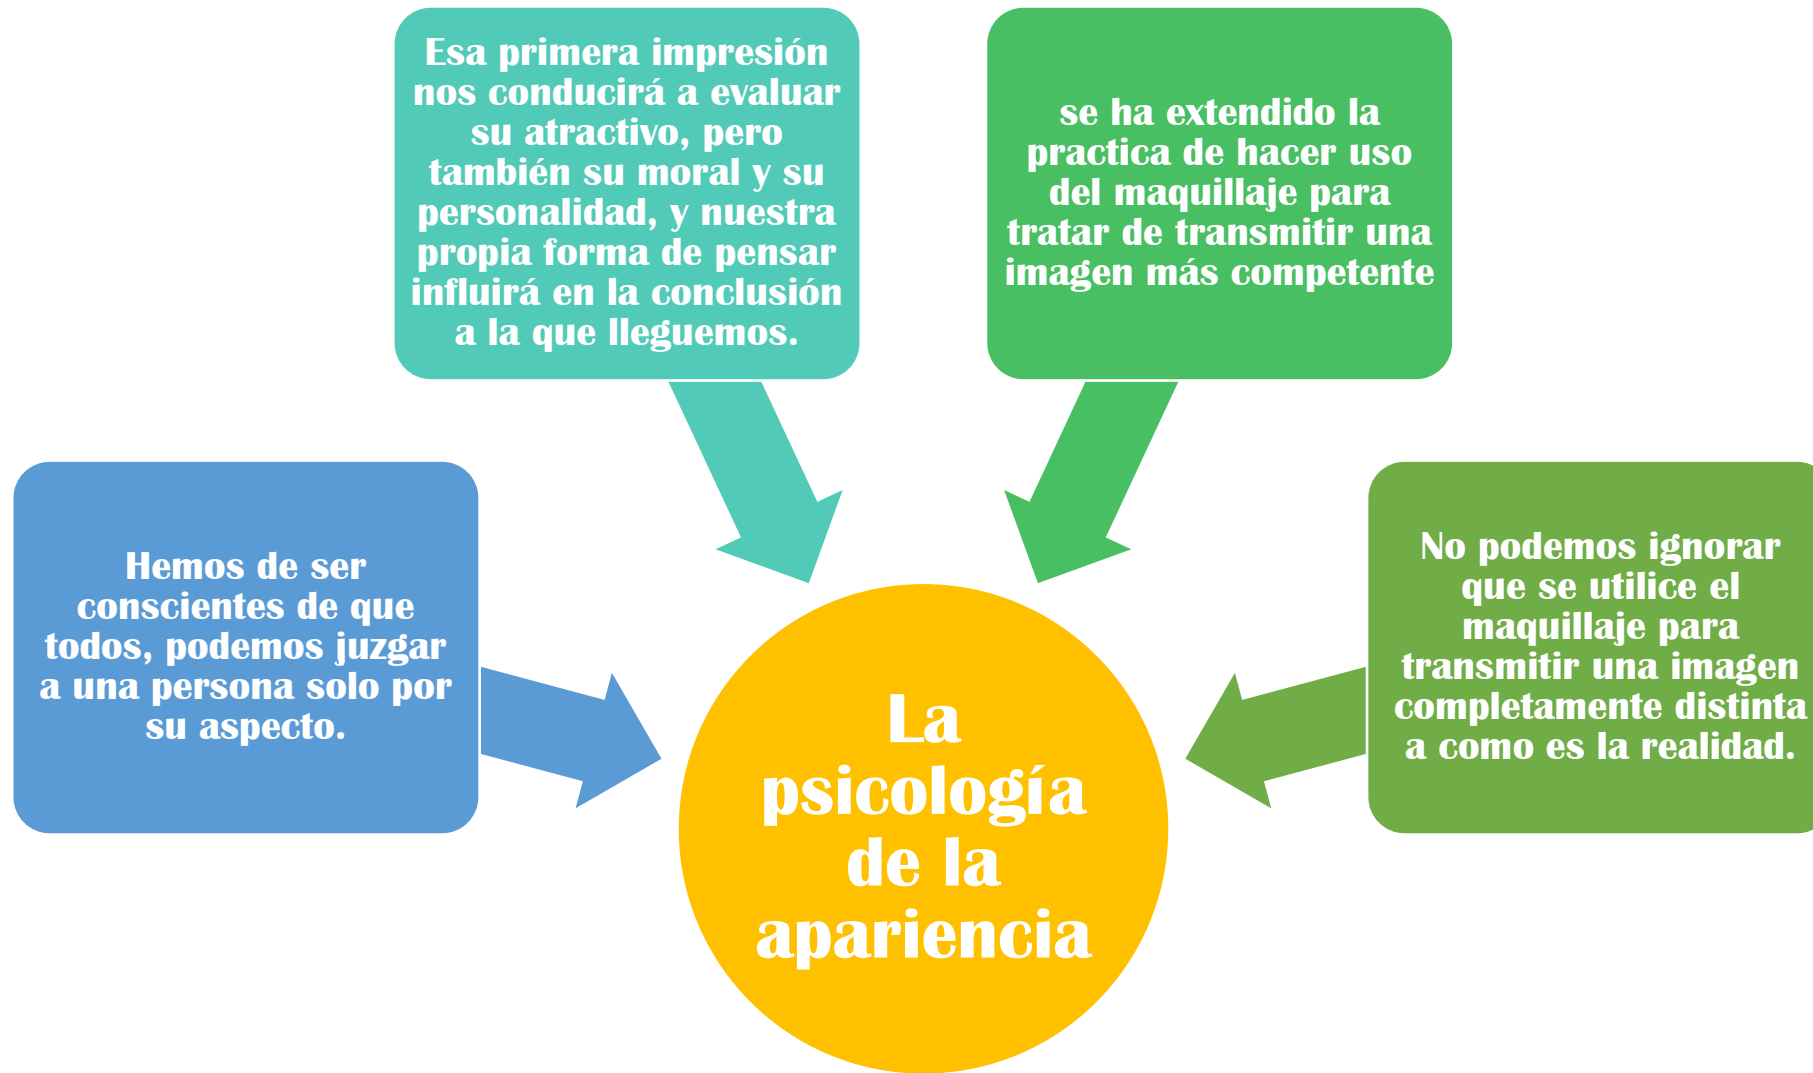 Esa primera impresión
nos conducirá a evaluar
su atractivo, pero
también su moral y su
personalidad, y nuestra
propia forma de pensar
influirá en la conclusión
a la que lleguemos.
se ha extendido la
practica de hacer uso
del maquillaje para
tratar de transmitir una
imagen más competente
Hemos de ser
conscientes de que
todos, podemos juzgar
a una persona solo por
su aspecto.
No podemos ignorar
que se utilice el
maquillaje para
transmitir una imagen
completamente distinta
a como es la realidad.
La
psicología
de la
apariencia